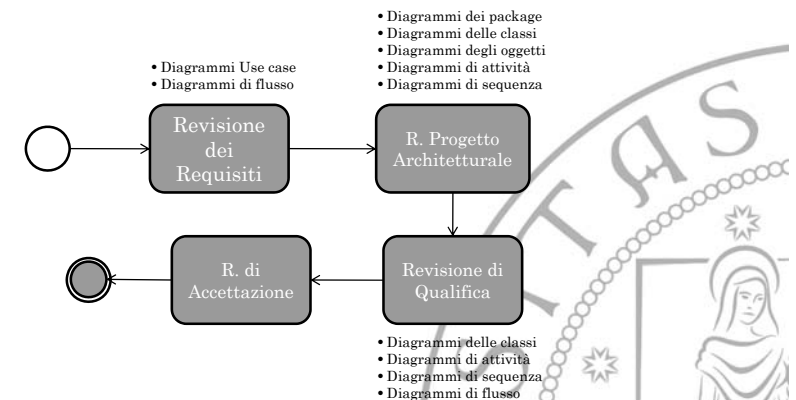 • Diagrammi dei package
• Diagrammi delle classi
• Diagrammi degli oggetti
• Diagrammi di attività
• Diagrammi di sequenza
• Diagrammi Use case
• Diagrammi di flusso
Revisione
dei
Requisiti
R. Progetto
Architetturale
R. di
Accettazione
Revisione di
Qualifica
• Diagrammi delle classi
• Diagrammi di attività
• Diagrammi di sequenza
• Diagrammi di flusso
SITAS